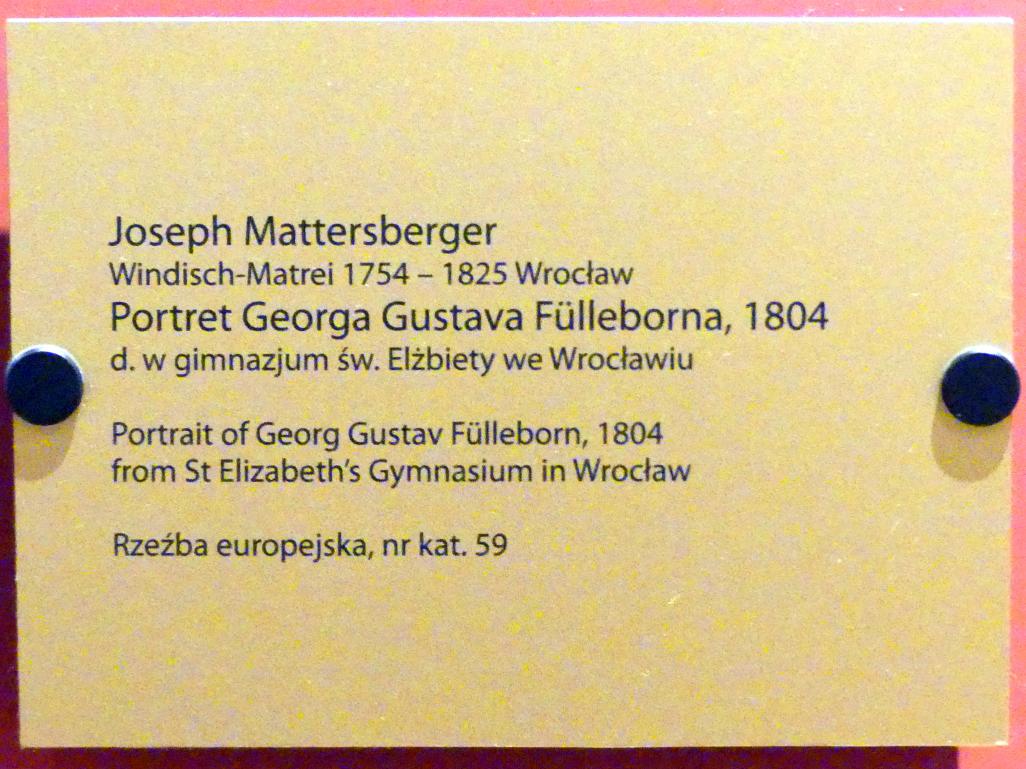 Joseph Mattersberger
Windisch-Matrei 1754 – 1825 Wrocław
Portret Georga Gustava Fülleborna, 1804
d. w gimnazjum św. Elżbiety we Wrocławiu
Portrait of Georg Gustav Fülleborn, 1804
from St Elizabeth's Gymnasium in Wrocław
Rzeźba europejska, nr kat. 59